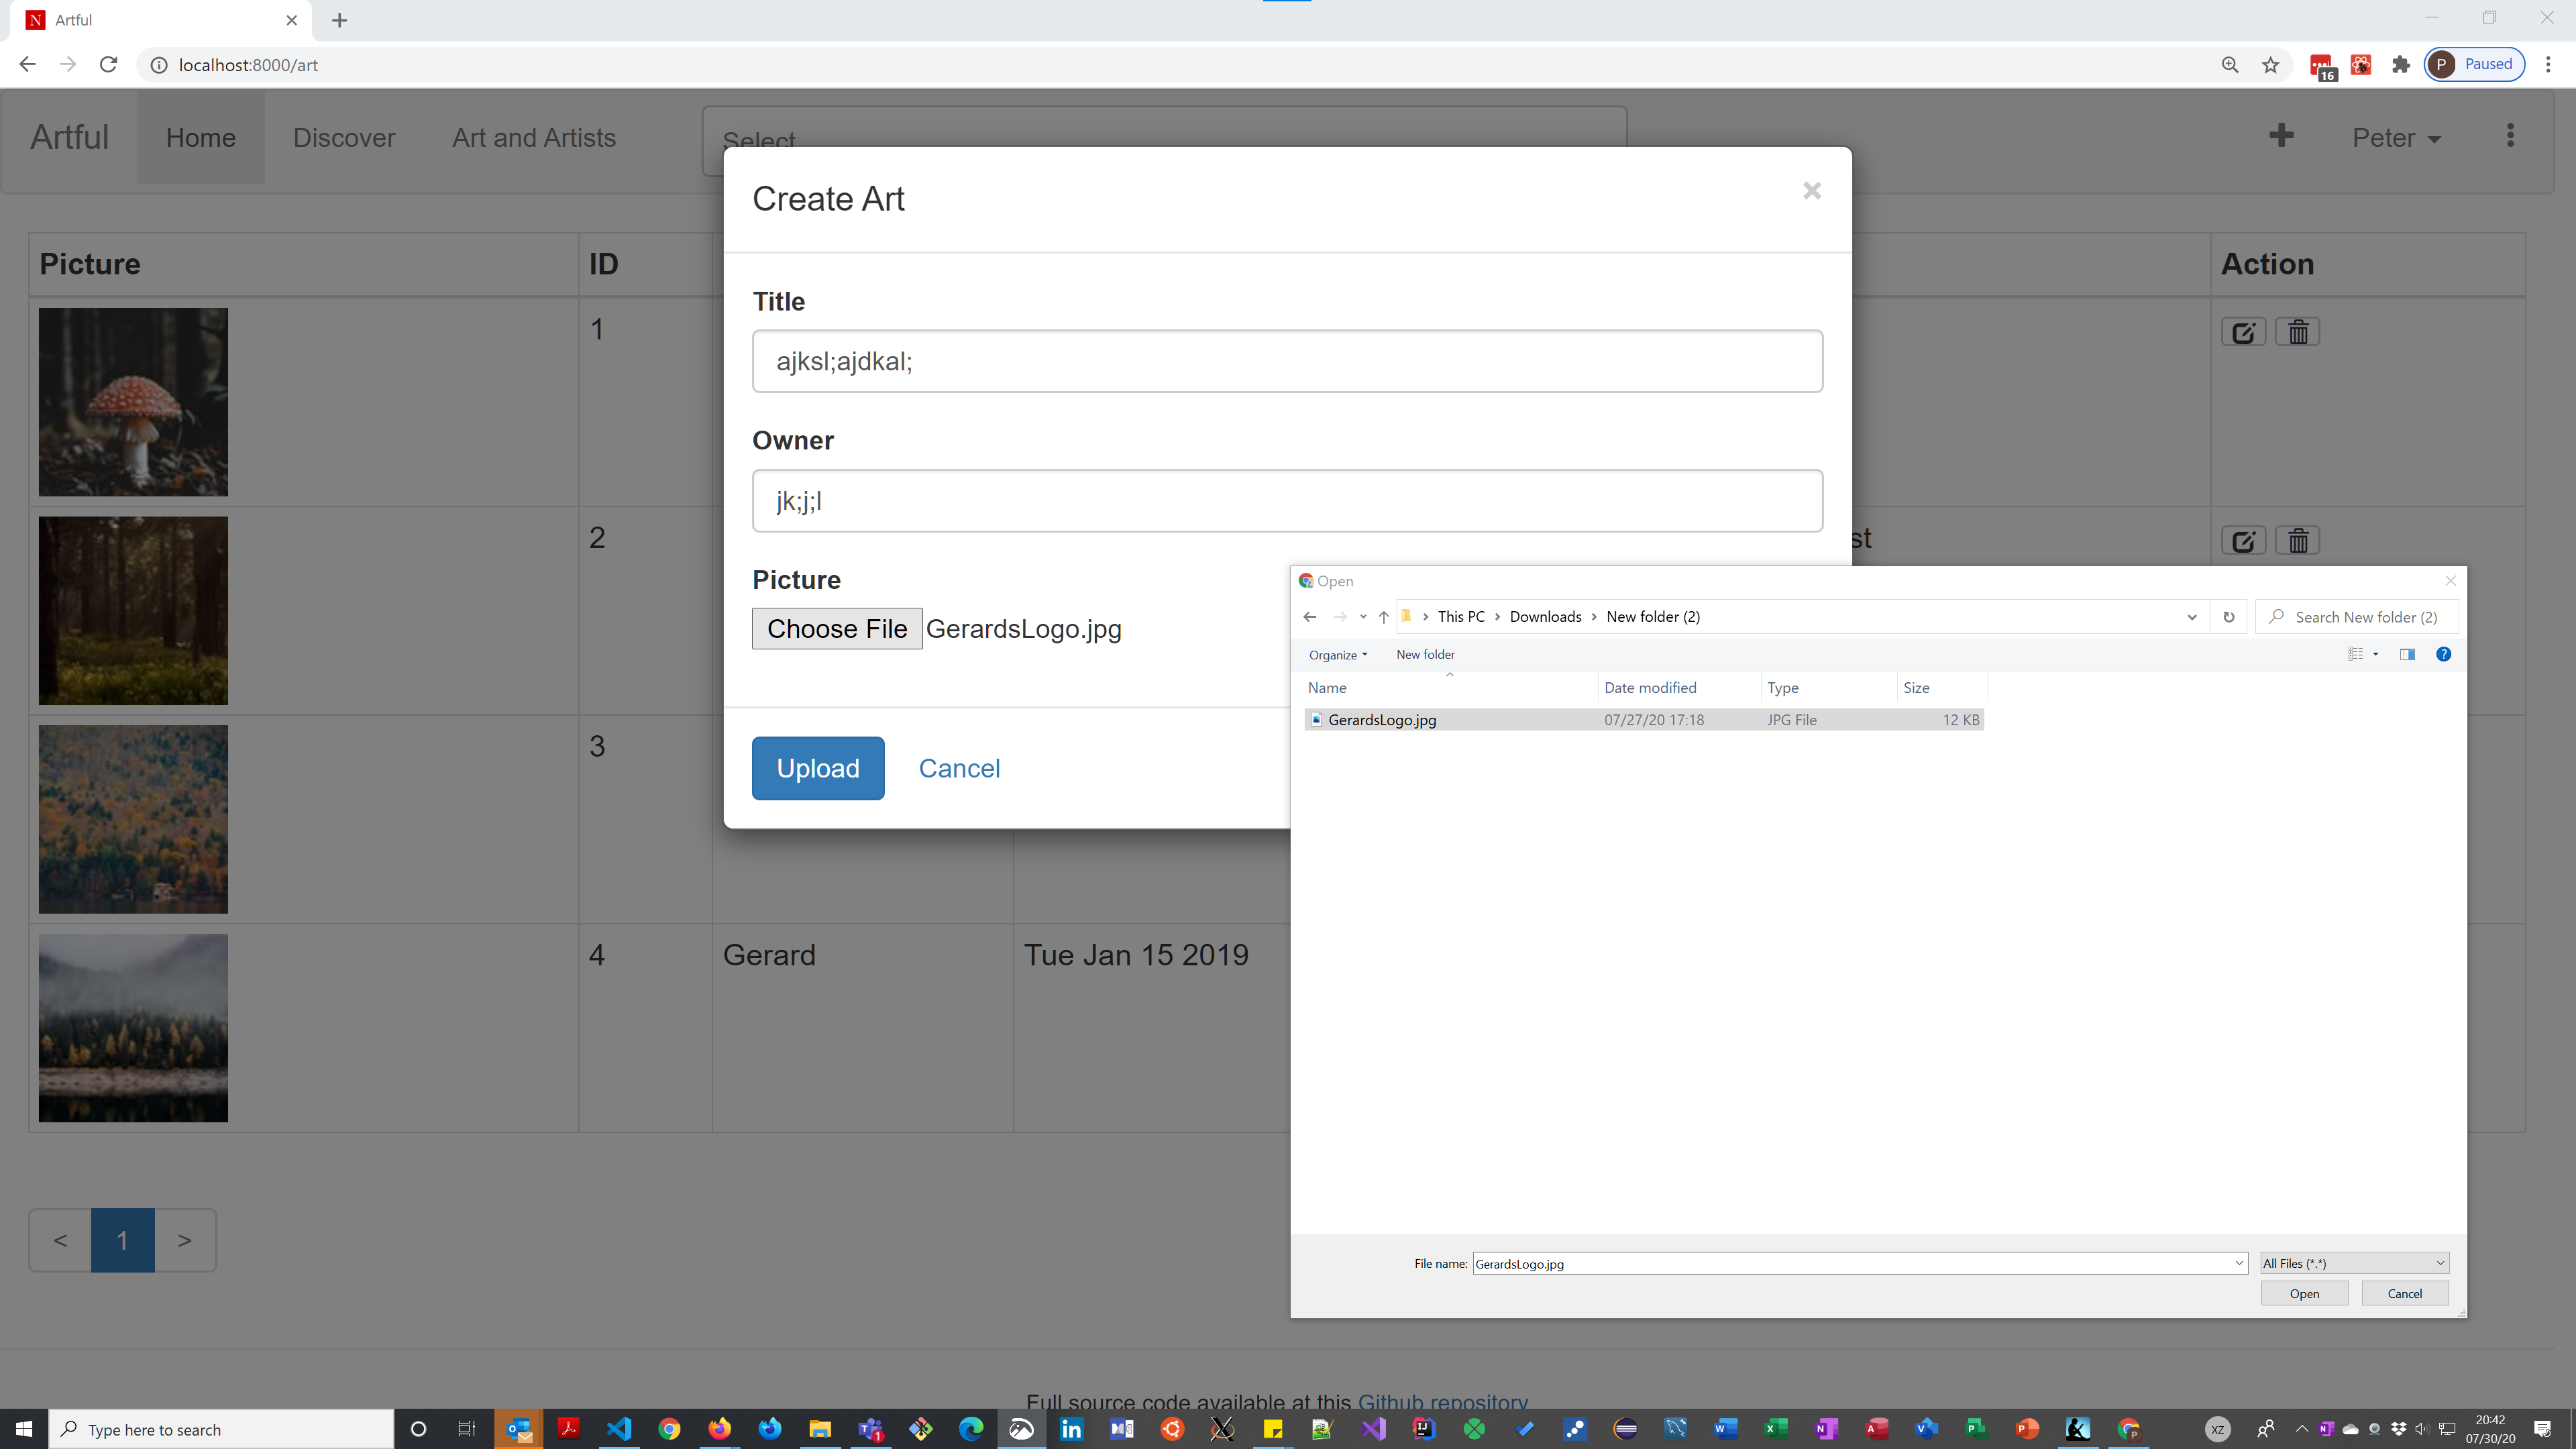 Artful
localhost:8000/art
16
P Paused
Artful Home Discover Art and Artists Select Peter
Create Art
Picture ID Action
Title
1
ajksl;ajdkal;
Owner
jk;j;l
2 st
Picture
Choose File GerardsLogo.jpg
Open
This PC Downloads New folder (2) Search New folder (2)
Organize New folder
Name Date modified Type Size
GerardsLogo.jpg 07/27/20 17:18 JPG File 12 KB
3
Upload Cancel
4 Gerard Tue Jan 15 2019
< 1 >
File name: GerardsLogo.jpg All Files (*.*)
Open Cancel
Full source code available at this Github repository
Type here to search
XZ
20:42
07/30/20